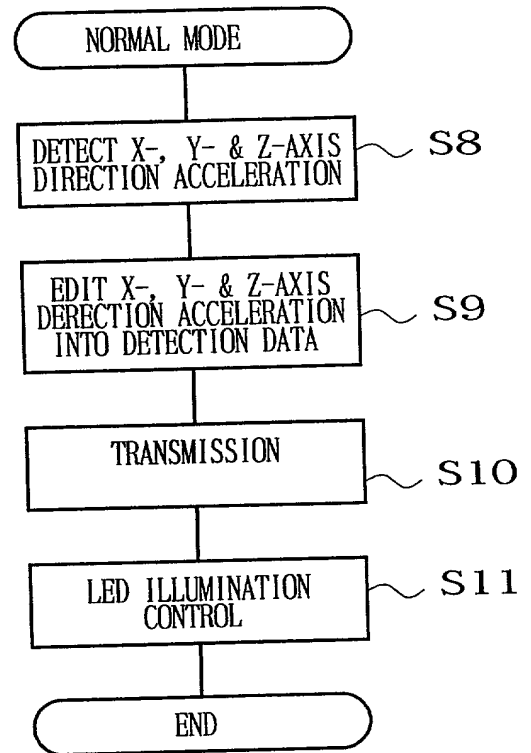 NORMAL MODE
DETECT X-, Y- & Z-AXIS
DIRECTION ACCELERATION
S8
EDIT X-, Y- & Z-AXIS
DERECTION ACCELERATION
INTO DETECTION DATA
S9
TRANSMISSION
S10
LED ILLUMINATION
CONTROL
S11
END